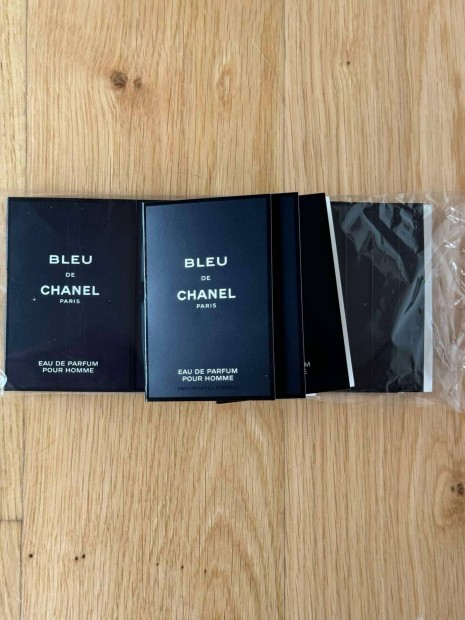 BLEU
DE
CHANEL
PARIS
EAU DE PARFUM
POUR HOMME
BLEU
DE
CHANEL
PARIS
EAU DE PARFUM
POUR HOMME